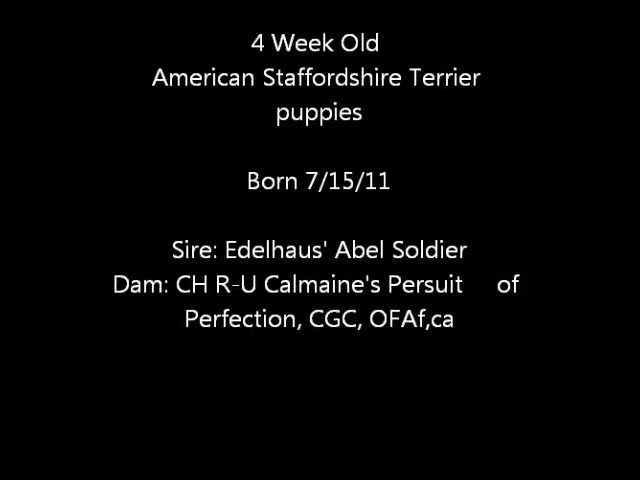 4 Week Old
American Staffordshire Terrier
puppies
Born 7/15/11
Sire: Edelhaus' Abel Soldier
Dam: CH R-U Calmaine's Persuit of
Perfection, CGC, OFAf,ca